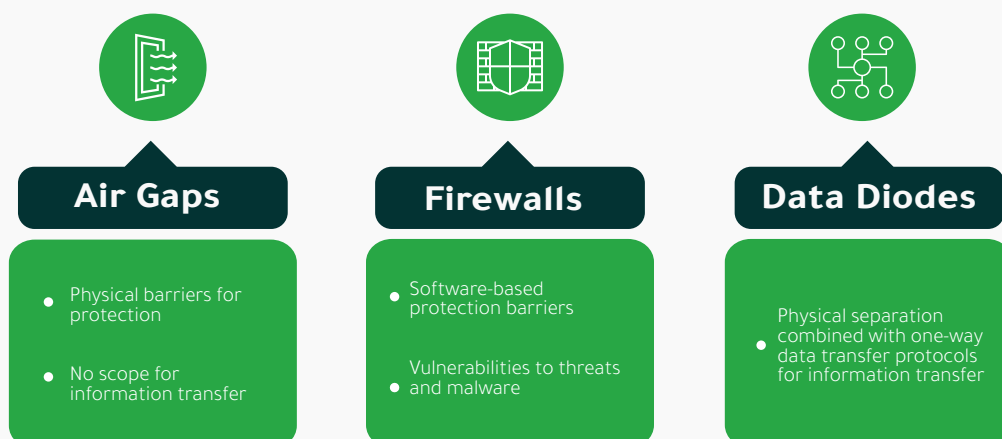 Air Gaps
Physical barriers for
protection
No scope for
information transfer
Firewalls
Software-based
protection barriers
Vulnerabilities to threats
and malware
Data Diodes
Physical separation
combined with one-way
data transfer protocols
for information transfer